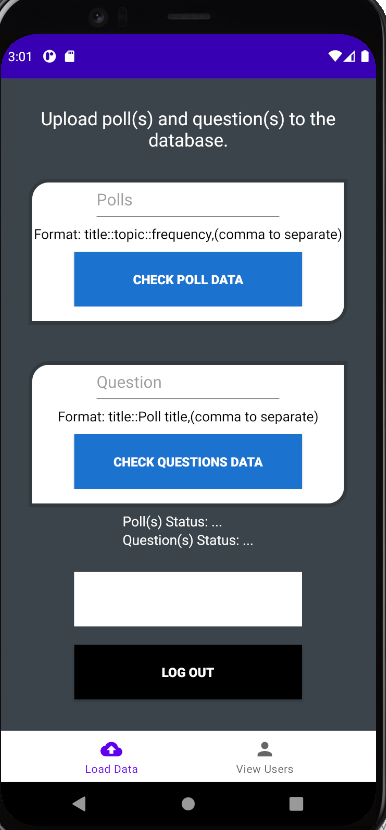 3:01
Upload poll(s) and question(s) to the
database.
Polls
Format: title::topic::frequency,(comma to separate)
CHECK POLL DATA
Question
Format: title::Poll title,(comma to separate)
CHECK QUESTIONS DATA
Poll(s) Status: ...
Question(s) Status: ...
LOG OUT
Load Data
View Users